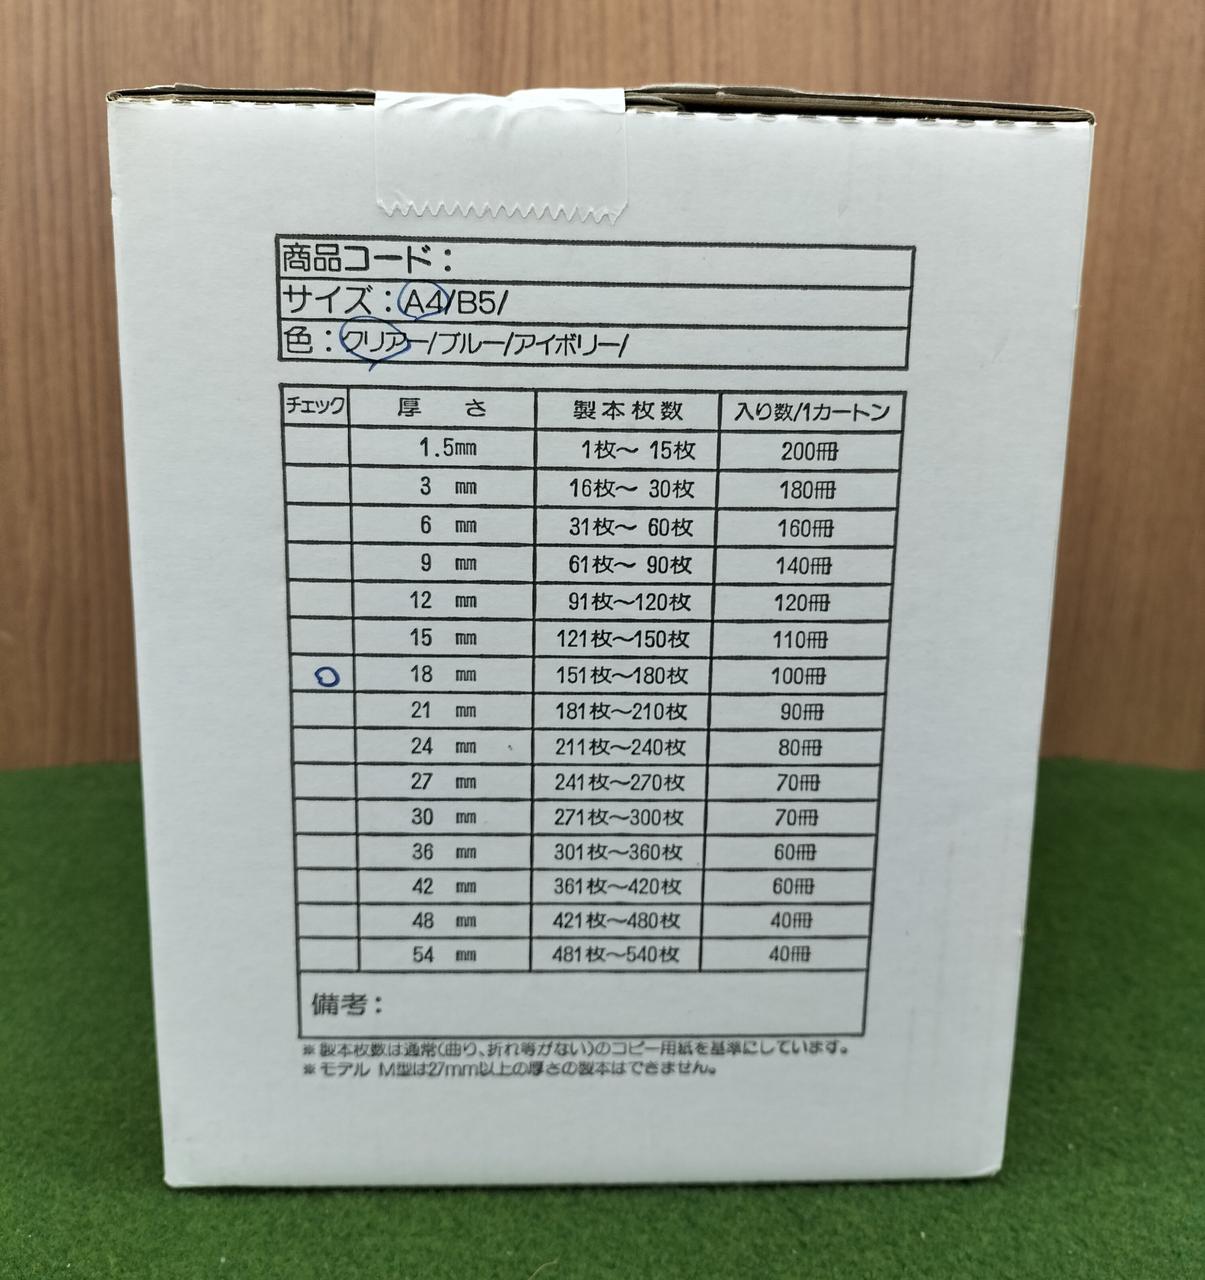 商品コード：
サイズ：A4/B5/
色：クリアー/ブルー/アイボリー/
チェック 厚 さ 製本枚数 入り数/1カートン
1.5mm 1枚～ 15枚 200冊
3 mm 16枚～ 30枚 180冊
6 mm 31枚～ 60枚 160冊
9 mm 61枚～ 90枚 140冊
12 mm 91枚～120枚 120冊
15 mm 121枚～150枚 110冊
○ 18 mm 151枚～180枚 100冊
21 mm 181枚～210枚 90冊
24 mm 211枚～240枚 80冊
27 mm 241枚～270枚 70冊
30 mm 271枚～300枚 70冊
36 mm 301枚～360枚 60冊
42 mm 361枚～420枚 60冊
48 mm 421枚～480枚 40冊
54 mm 481枚～540枚 40冊
備考：
※製本枚数は通常(曲り、折れ等がない)のコピー用紙を基準にしています。
※モデル M型は27mm以上の厚さの製本はできません。